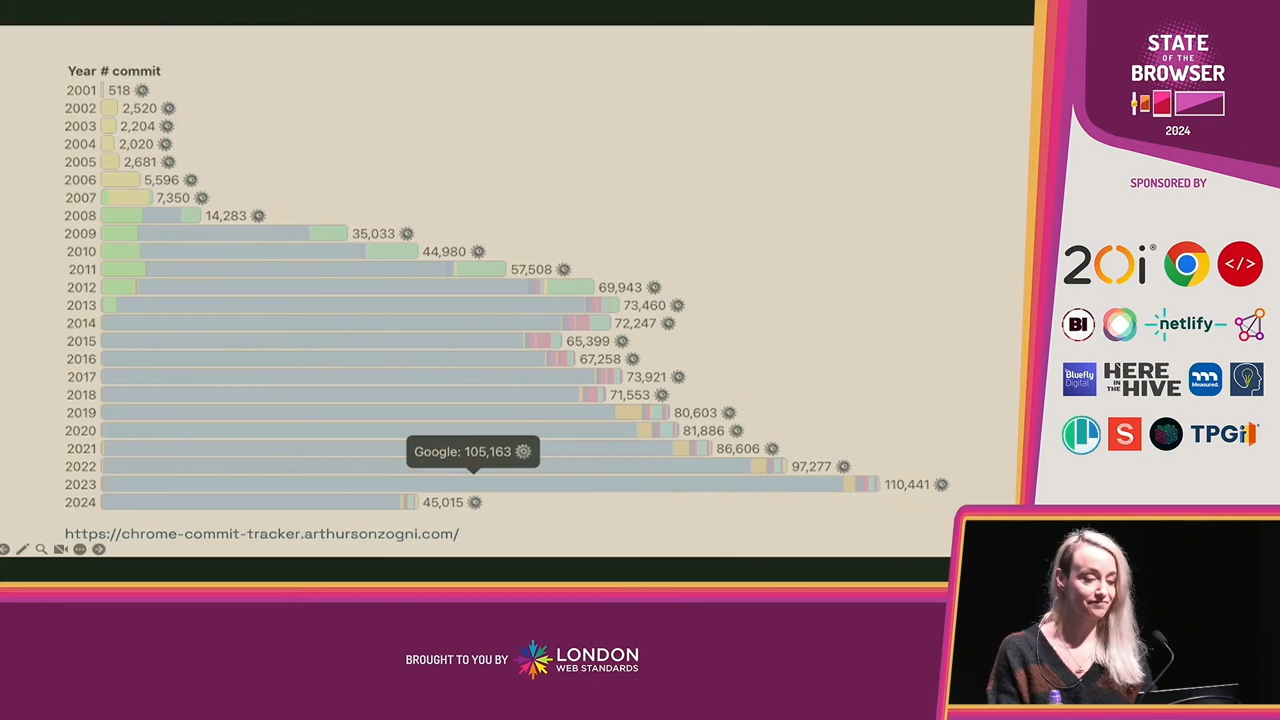 Year # commit
2001 518
2002 2,520
2003 2,204
2004 2,020
2005 2,681
2006 5,596
2007 7,350
2008 14,283
2009 35,033
2010 44,980
2011 57,508
2012 69,943
2013 73,460
2014 72,247
2015 65,399
2016 67,258
2017 73,921
2018 71,553
2019 80,603
2020 81,886
2021 86,606
Google: 105,163
2022 97,277
2023 110,441
2024 45,015
https://chrome-commit-tracker.arthursonzogni.com/
STATE
OF THE
BROWSER
2024
SPONSORED BY
20i
</>
BI
netlify
Bluefly
Digital
HERE
IN THE
HIVE
Measured.
S
TPGi
BROUGHT TO YOU BY
LONDON
WEB STANDARDS